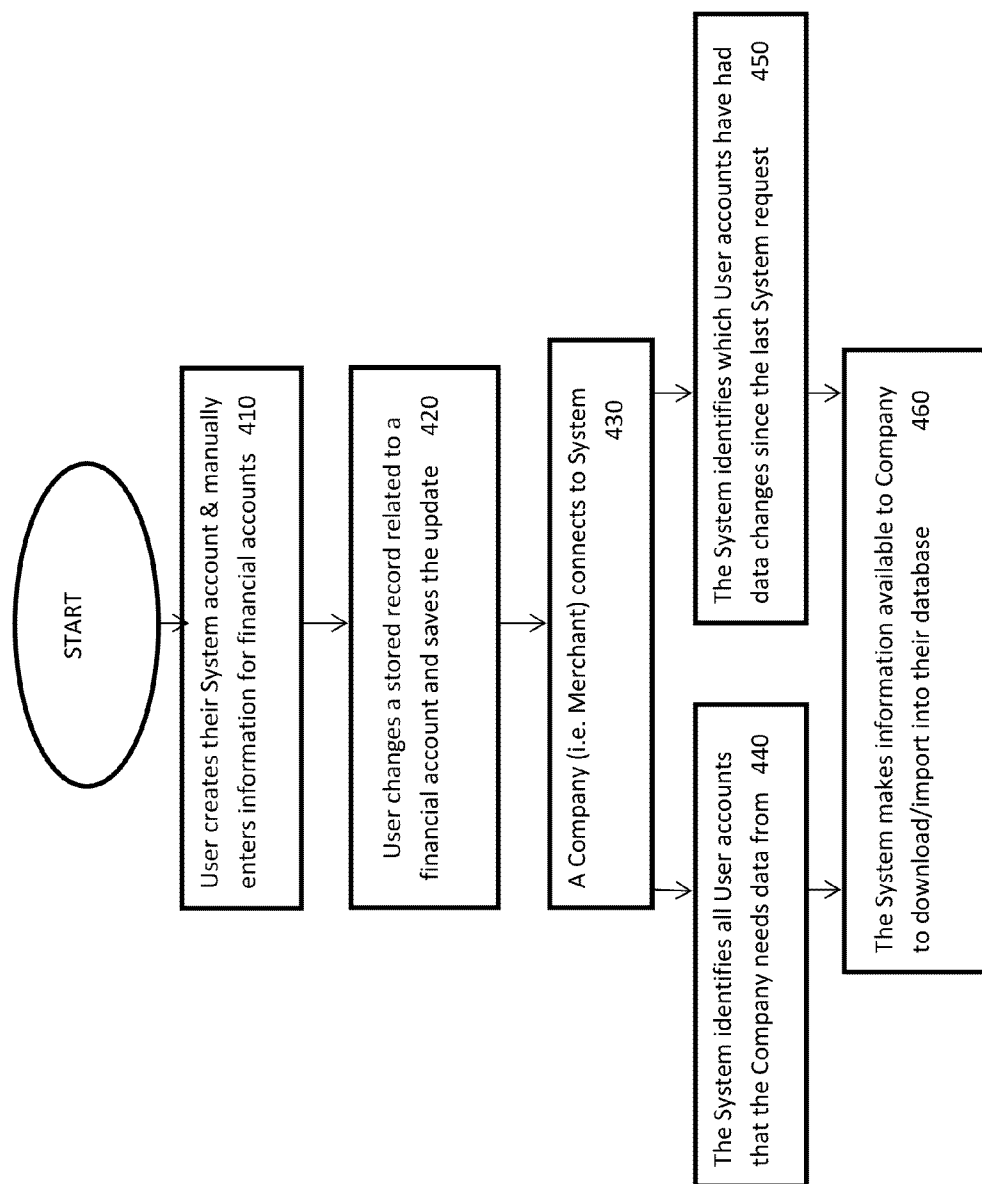 START
User creates their System account & manually
enters information for financial accounts 410
User changes a stored record related to a
financial account and saves the update 420
A Company (i.e. Merchant) connects to System
430
The System identifies all User accounts
that the Company needs data from 440
The System identifies which User accounts have had
data changes since the last System request 450
The System makes information available to Company
to download/import into their database 460